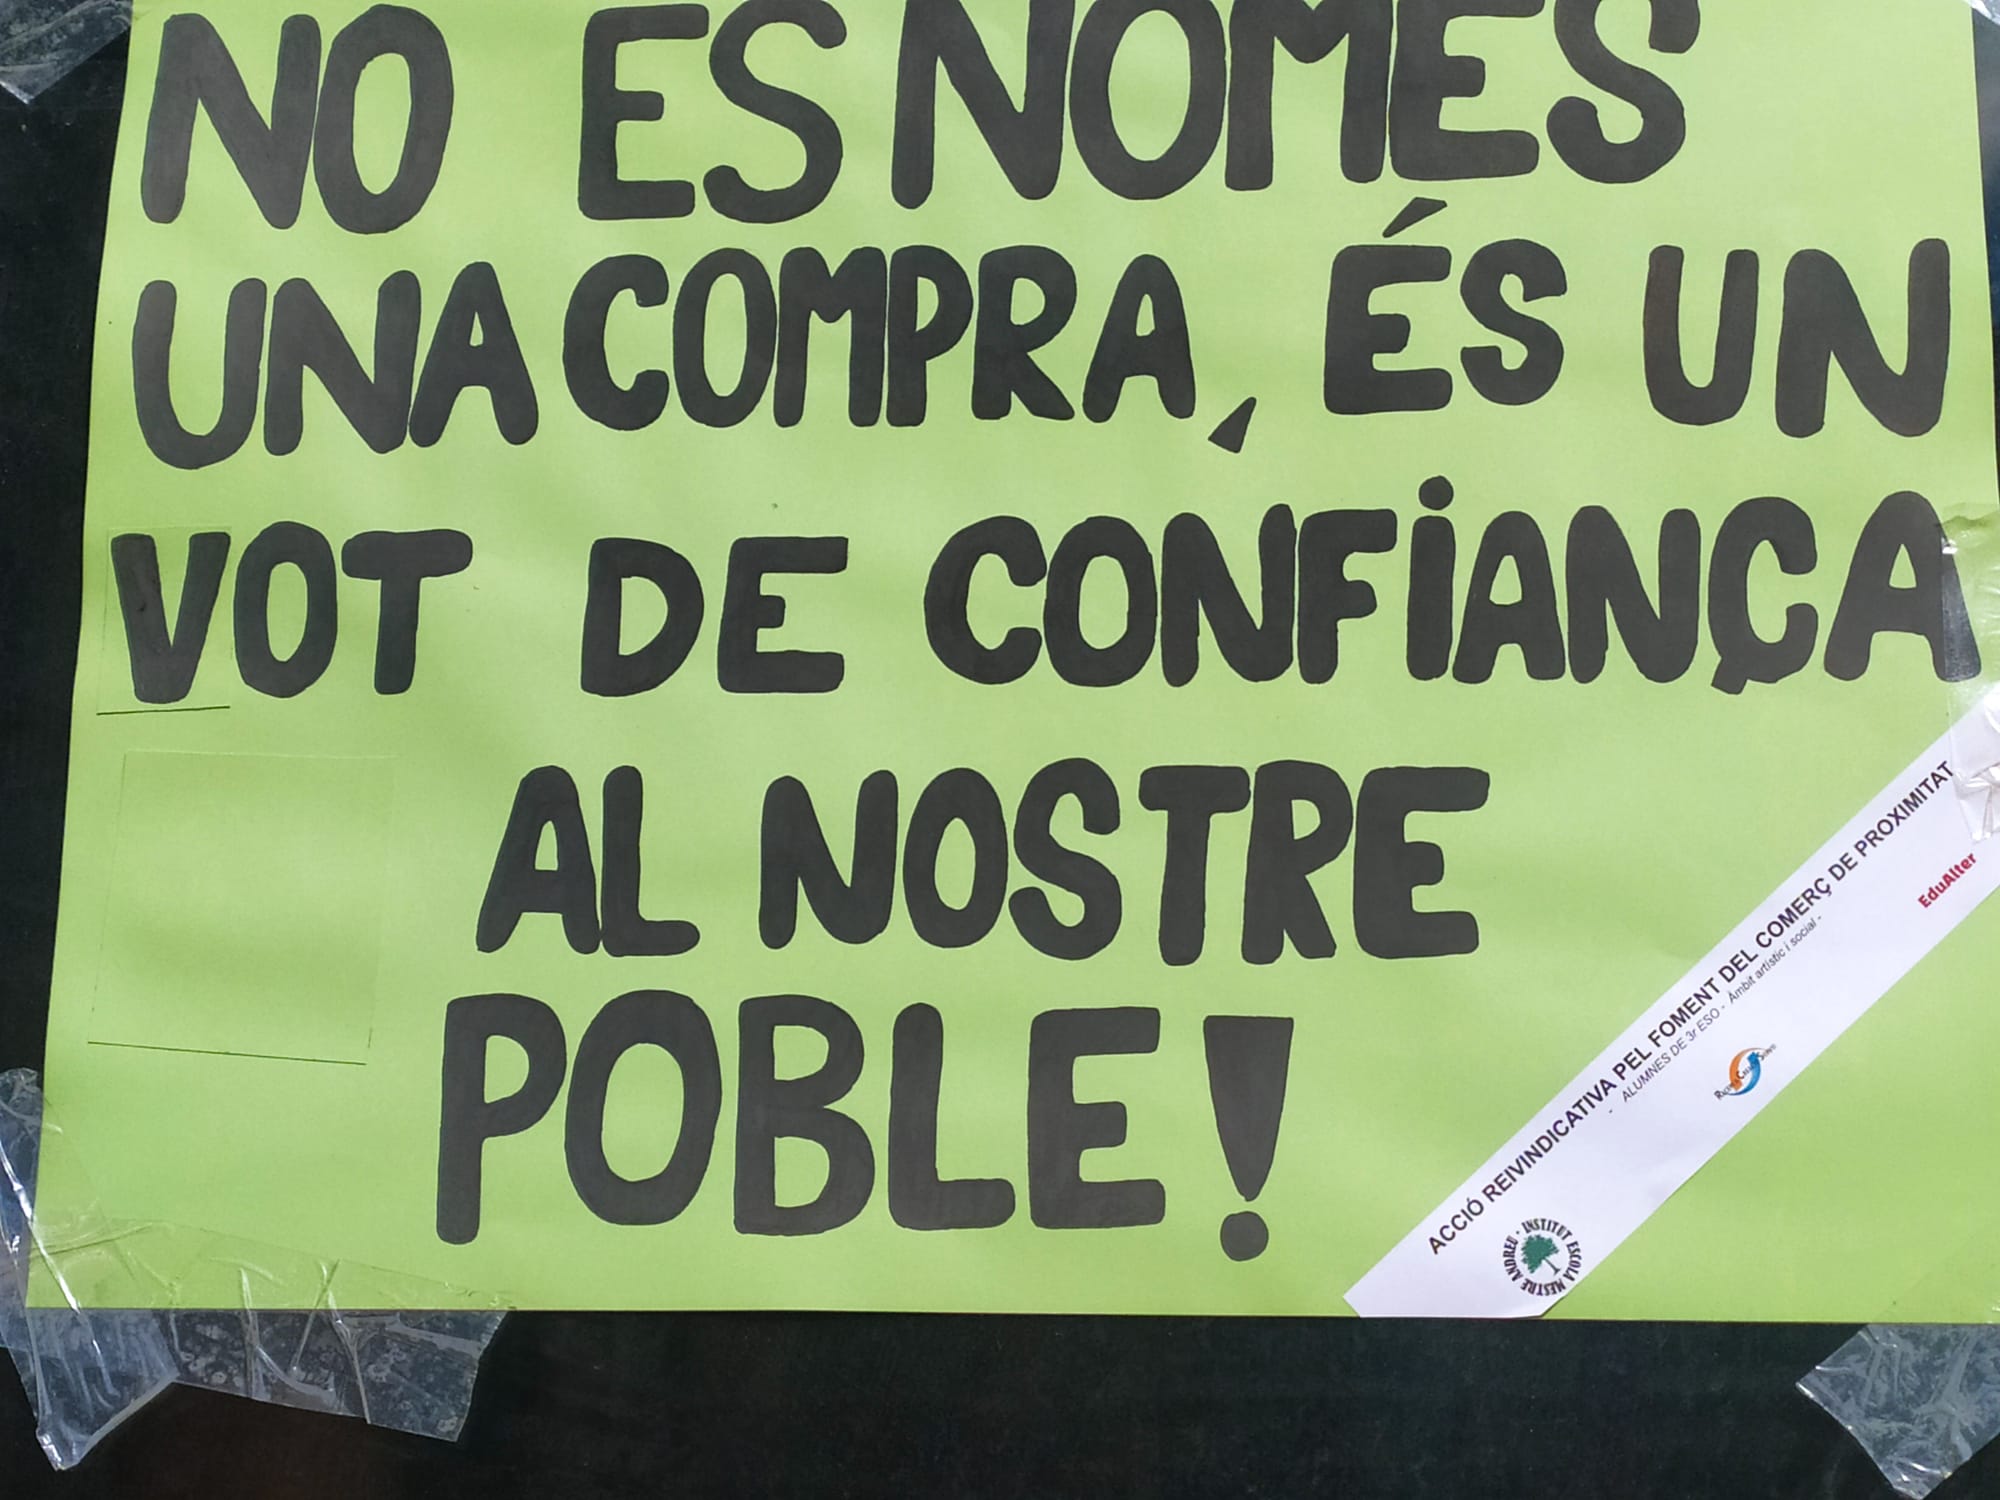 NO ES NOMES
UNA COMPRA, ÉS UN
VOT DE CONFiANÇA
AL NOSTRE
POBLE!
ACCIÓ REIVINDICATIVA PEL FOMENT DEL COMERÇ DE PROXIMITAT
- ALUMNES DE 3r ESO - Àmbit artístic i social -
EduAlter
INSTITUT ESCOLA MESTRE ANDREU